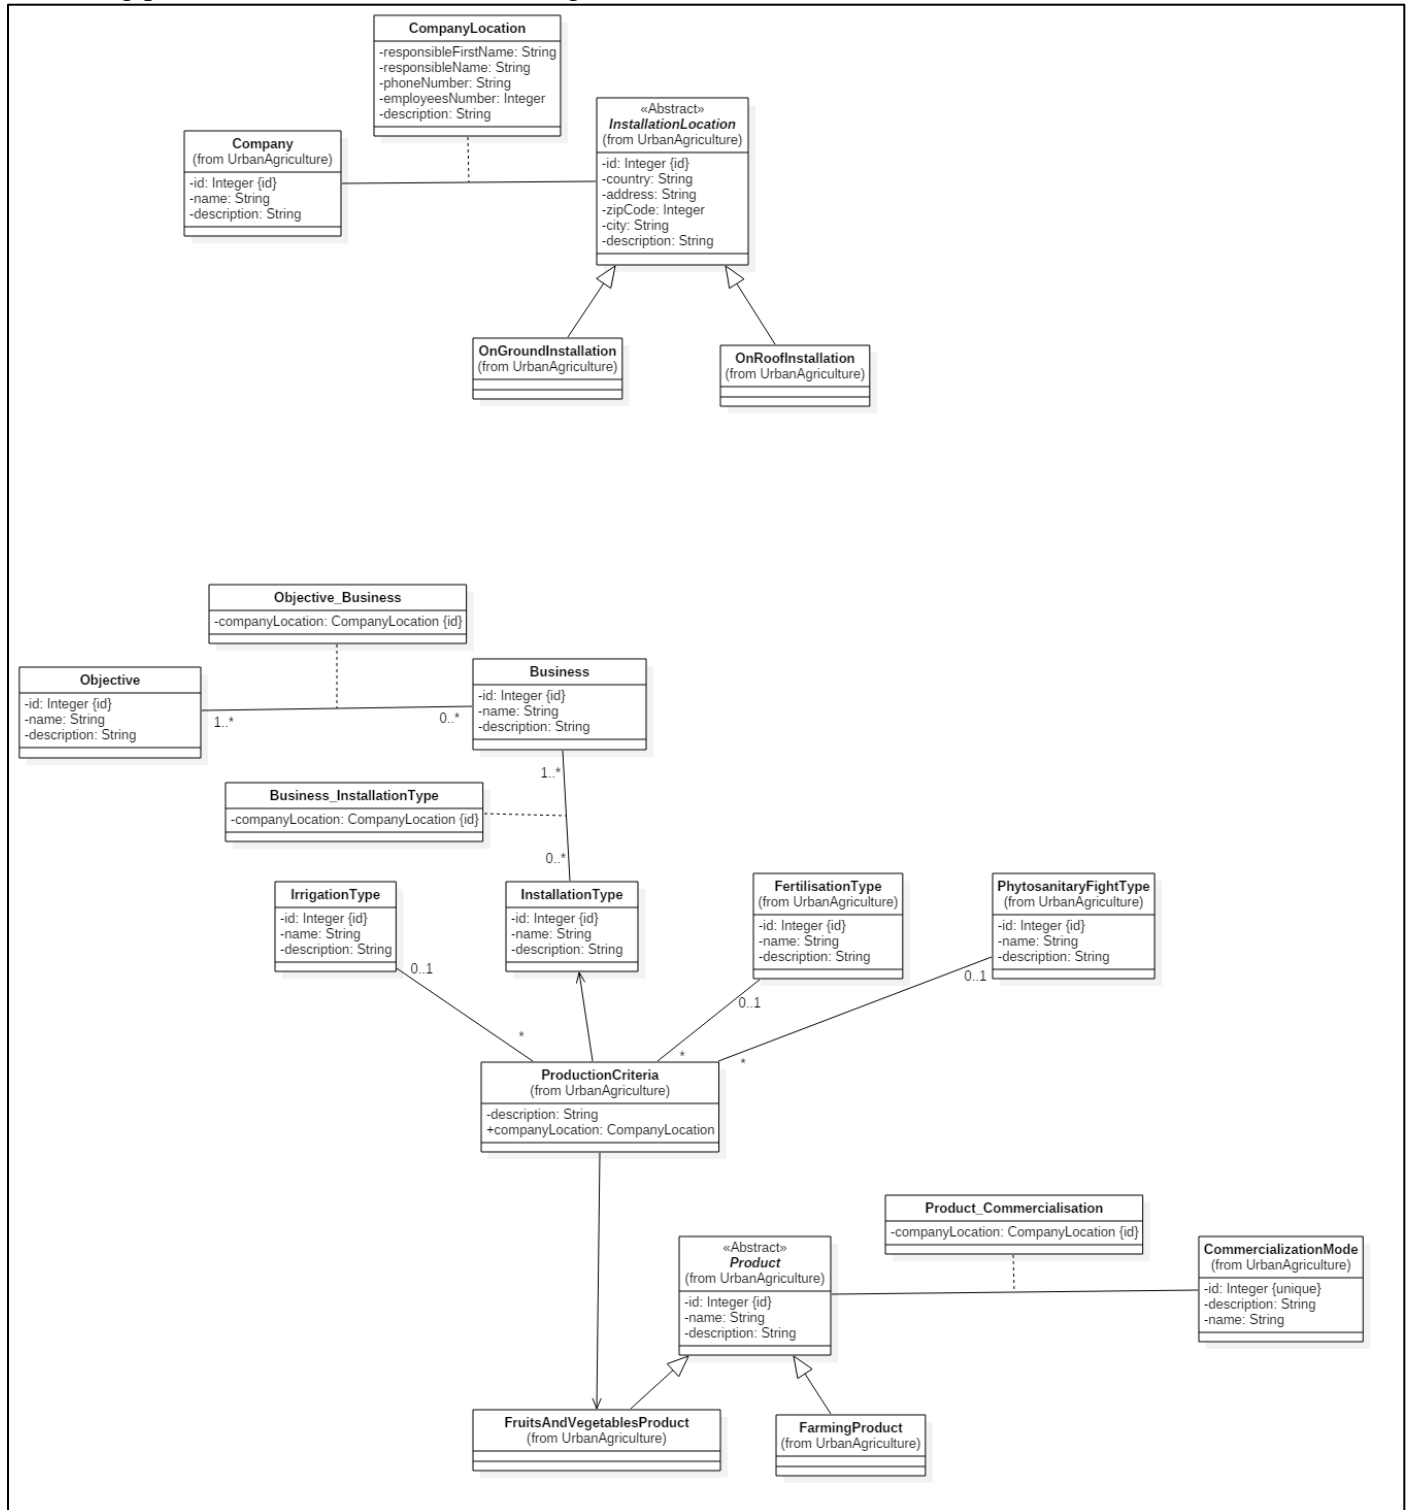 CompanyLocation
-responsibleFirstName: String
-responsibleName: String
-phoneNumber: String
-employeesNumber: Integer
-description: String
«Abstract»
InstallationLocation
(from UrbanAgriculture)
-id: Integer {id}
-country: String
-address: String
-zipCode: Integer
-city: String
-description: String
Company
(from UrbanAgriculture)
-id: Integer {id}
-name: String
-description: String
OnGroundInstallation
(from UrbanAgriculture)
OnRoofInstallation
(from UrbanAgriculture)
Objective_Business
-companyLocation: CompanyLocation {id}
Objective
-id: Integer {id}
-name: String
-description: String
1..*
0..*
Business
-id: Integer {id}
-name: String
-description: String
1..*
Business_InstallationType
-companyLocation: CompanyLocation {id}
0..*
IrrigationType
-id: Integer {id}
-name: String
-description: String
0..1
InstallationType
-id: Integer {id}
-name: String
-description: String
FertilisationType
(from UrbanAgriculture)
-id: Integer {id}
-name: String
-description: String
0..1
PhytosanitaryFightType
(from UrbanAgriculture)
-id: Integer {id}
-name: String
-description: String
0..1
*
*
*
ProductionCriteria
(from UrbanAgriculture)
-description: String
+companyLocation: CompanyLocation
Product_Commercialisation
-companyLocation: CompanyLocation {id}
«Abstract»
Product
(from UrbanAgriculture)
-id: Integer {id}
-name: String
-description: String
CommercializationMode
(from UrbanAgriculture)
-id: Integer {unique}
-description: String
-name: String
FruitsAndVegetablesProduct
(from UrbanAgriculture)
FarmingProduct
(from UrbanAgriculture)